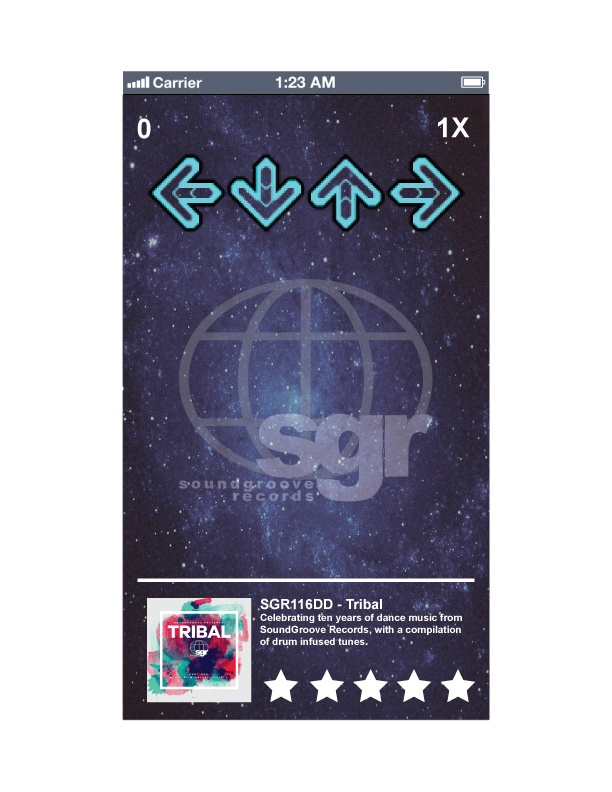 Carrier 1:23 AM
0 1X
sgr
soundgroove
records
SGR116DD - Tribal
Celebrating ten years of dance music from
SoundGroove Records, with a compilation
of drum infused tunes.
TRIBAL
sgr